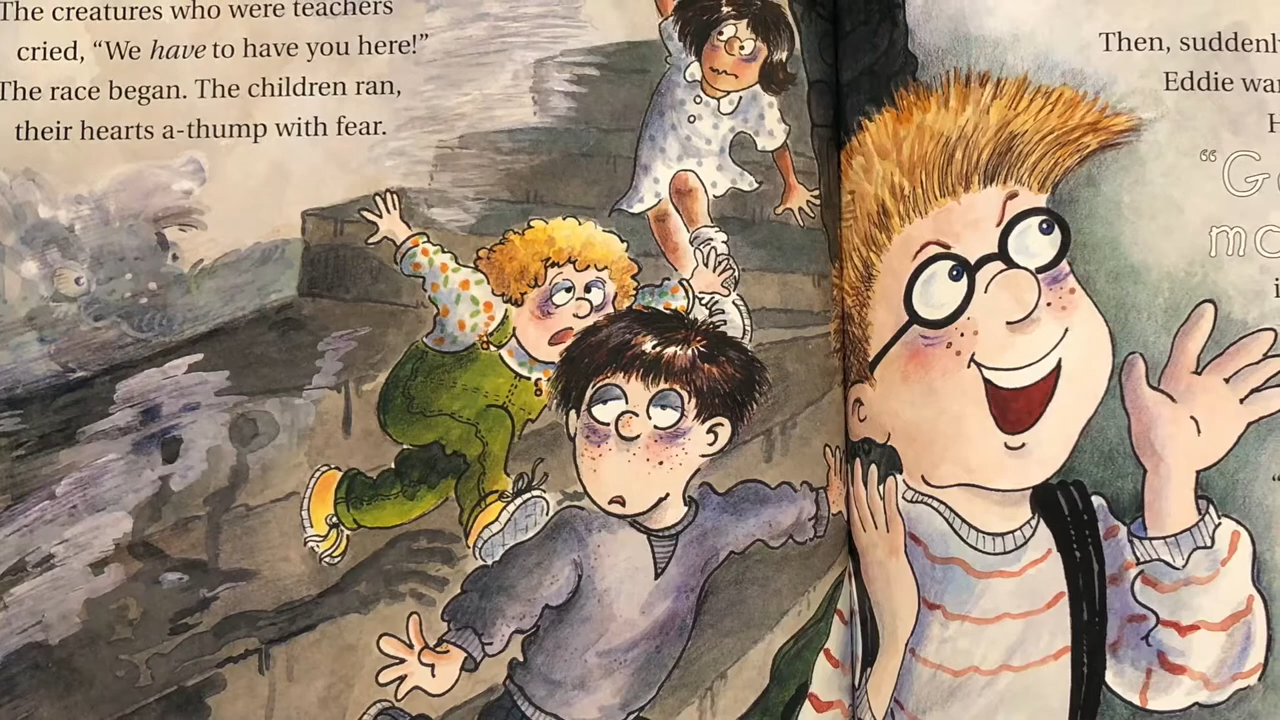 The creatures who were teachers
cried, “We have to have you here!”
The race began. The children ran,
their hearts a-thump with fear.
Then,
Eddie